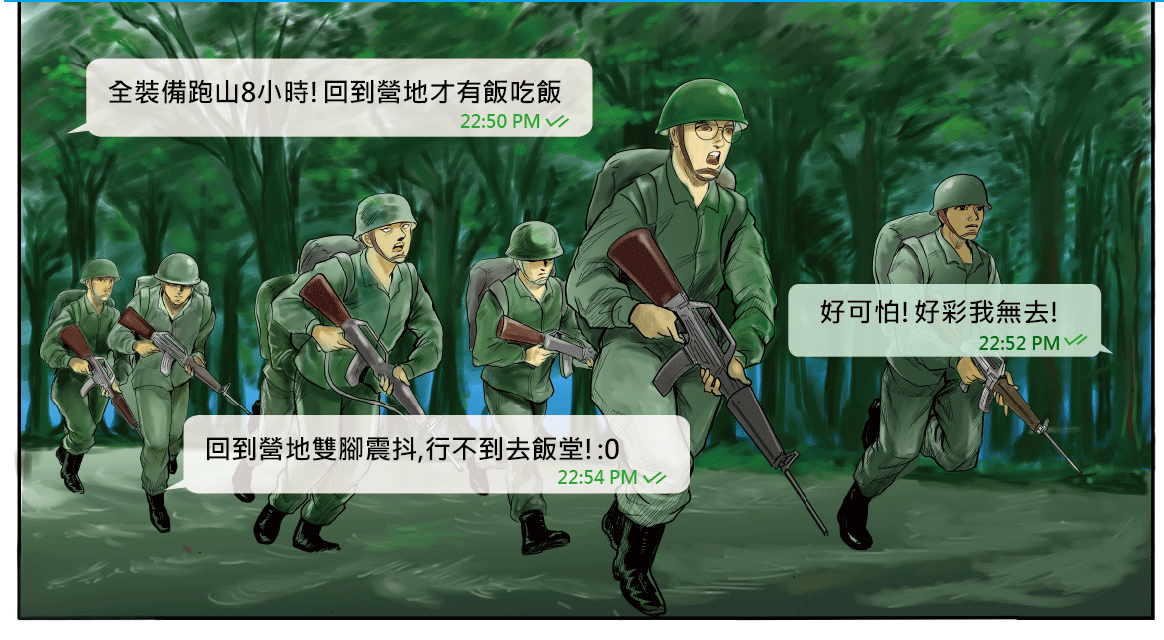 全裝備跑山8小時! 回到營地才有飯吃飯
22:50 PM
好可怕! 好彩我無去!
22:52 PM
回到營地雙腳震抖,行不到去飯堂! :0
22:54 PM